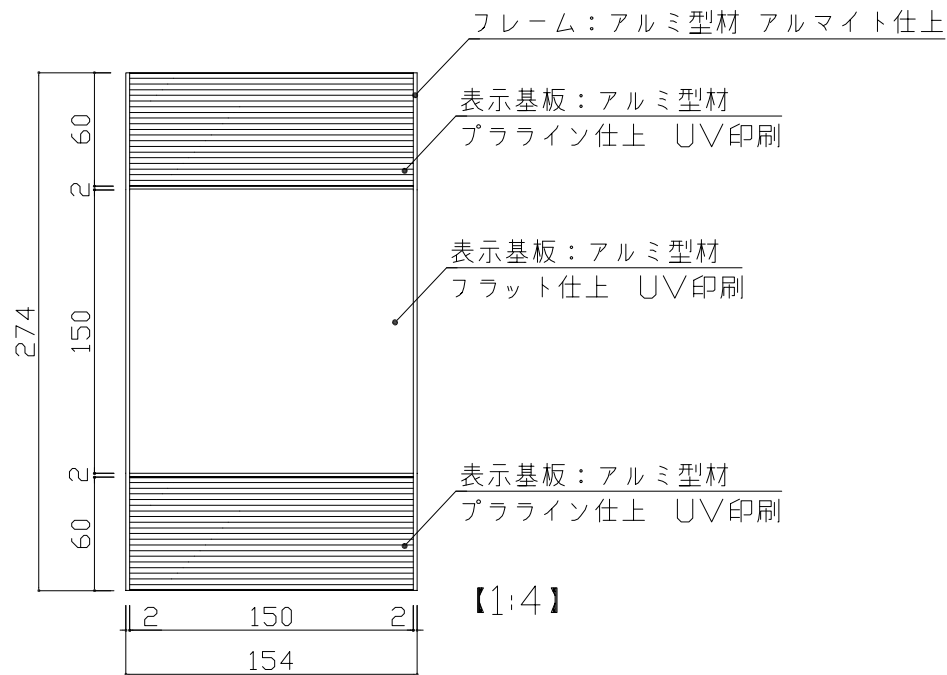 フレーム：アルミ型材 アルマイト仕上
表示基板：アルミ型材
プラライン仕上 UV印刷
60
2
表示基板：アルミ型材
フラット仕上 UV印刷
274
150
2
表示基板：アルミ型材
プラライン仕上 UV印刷
60
【1:4】
2 150 2
154